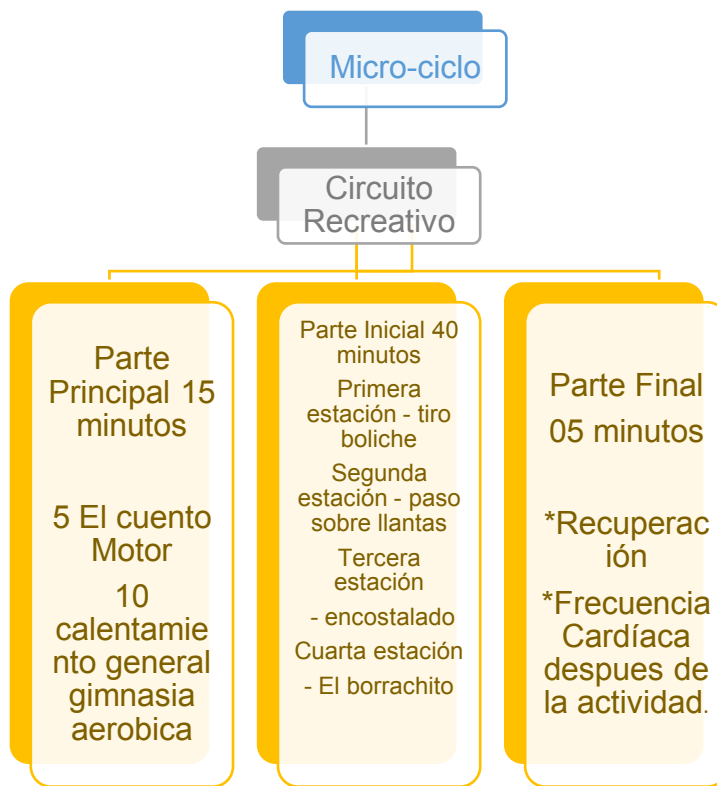 Micro-ciclo
Circuito
Recreativo
Parte
Principal 15
minutos
5 El cuento
Motor
10
calentamie
nto general
gimnasia
aerobica
Parte Inicial 40
minutos
Primera
estación - tiro
boliche
Segunda
estación - paso
sobre llantas
Tercera
estación
- encostalado
Cuarta estación
- El borrachito
Parte Final
05 minutos
*Recuperac
ión
*Frecuencia
Cardíaca
despues de
la actividad.